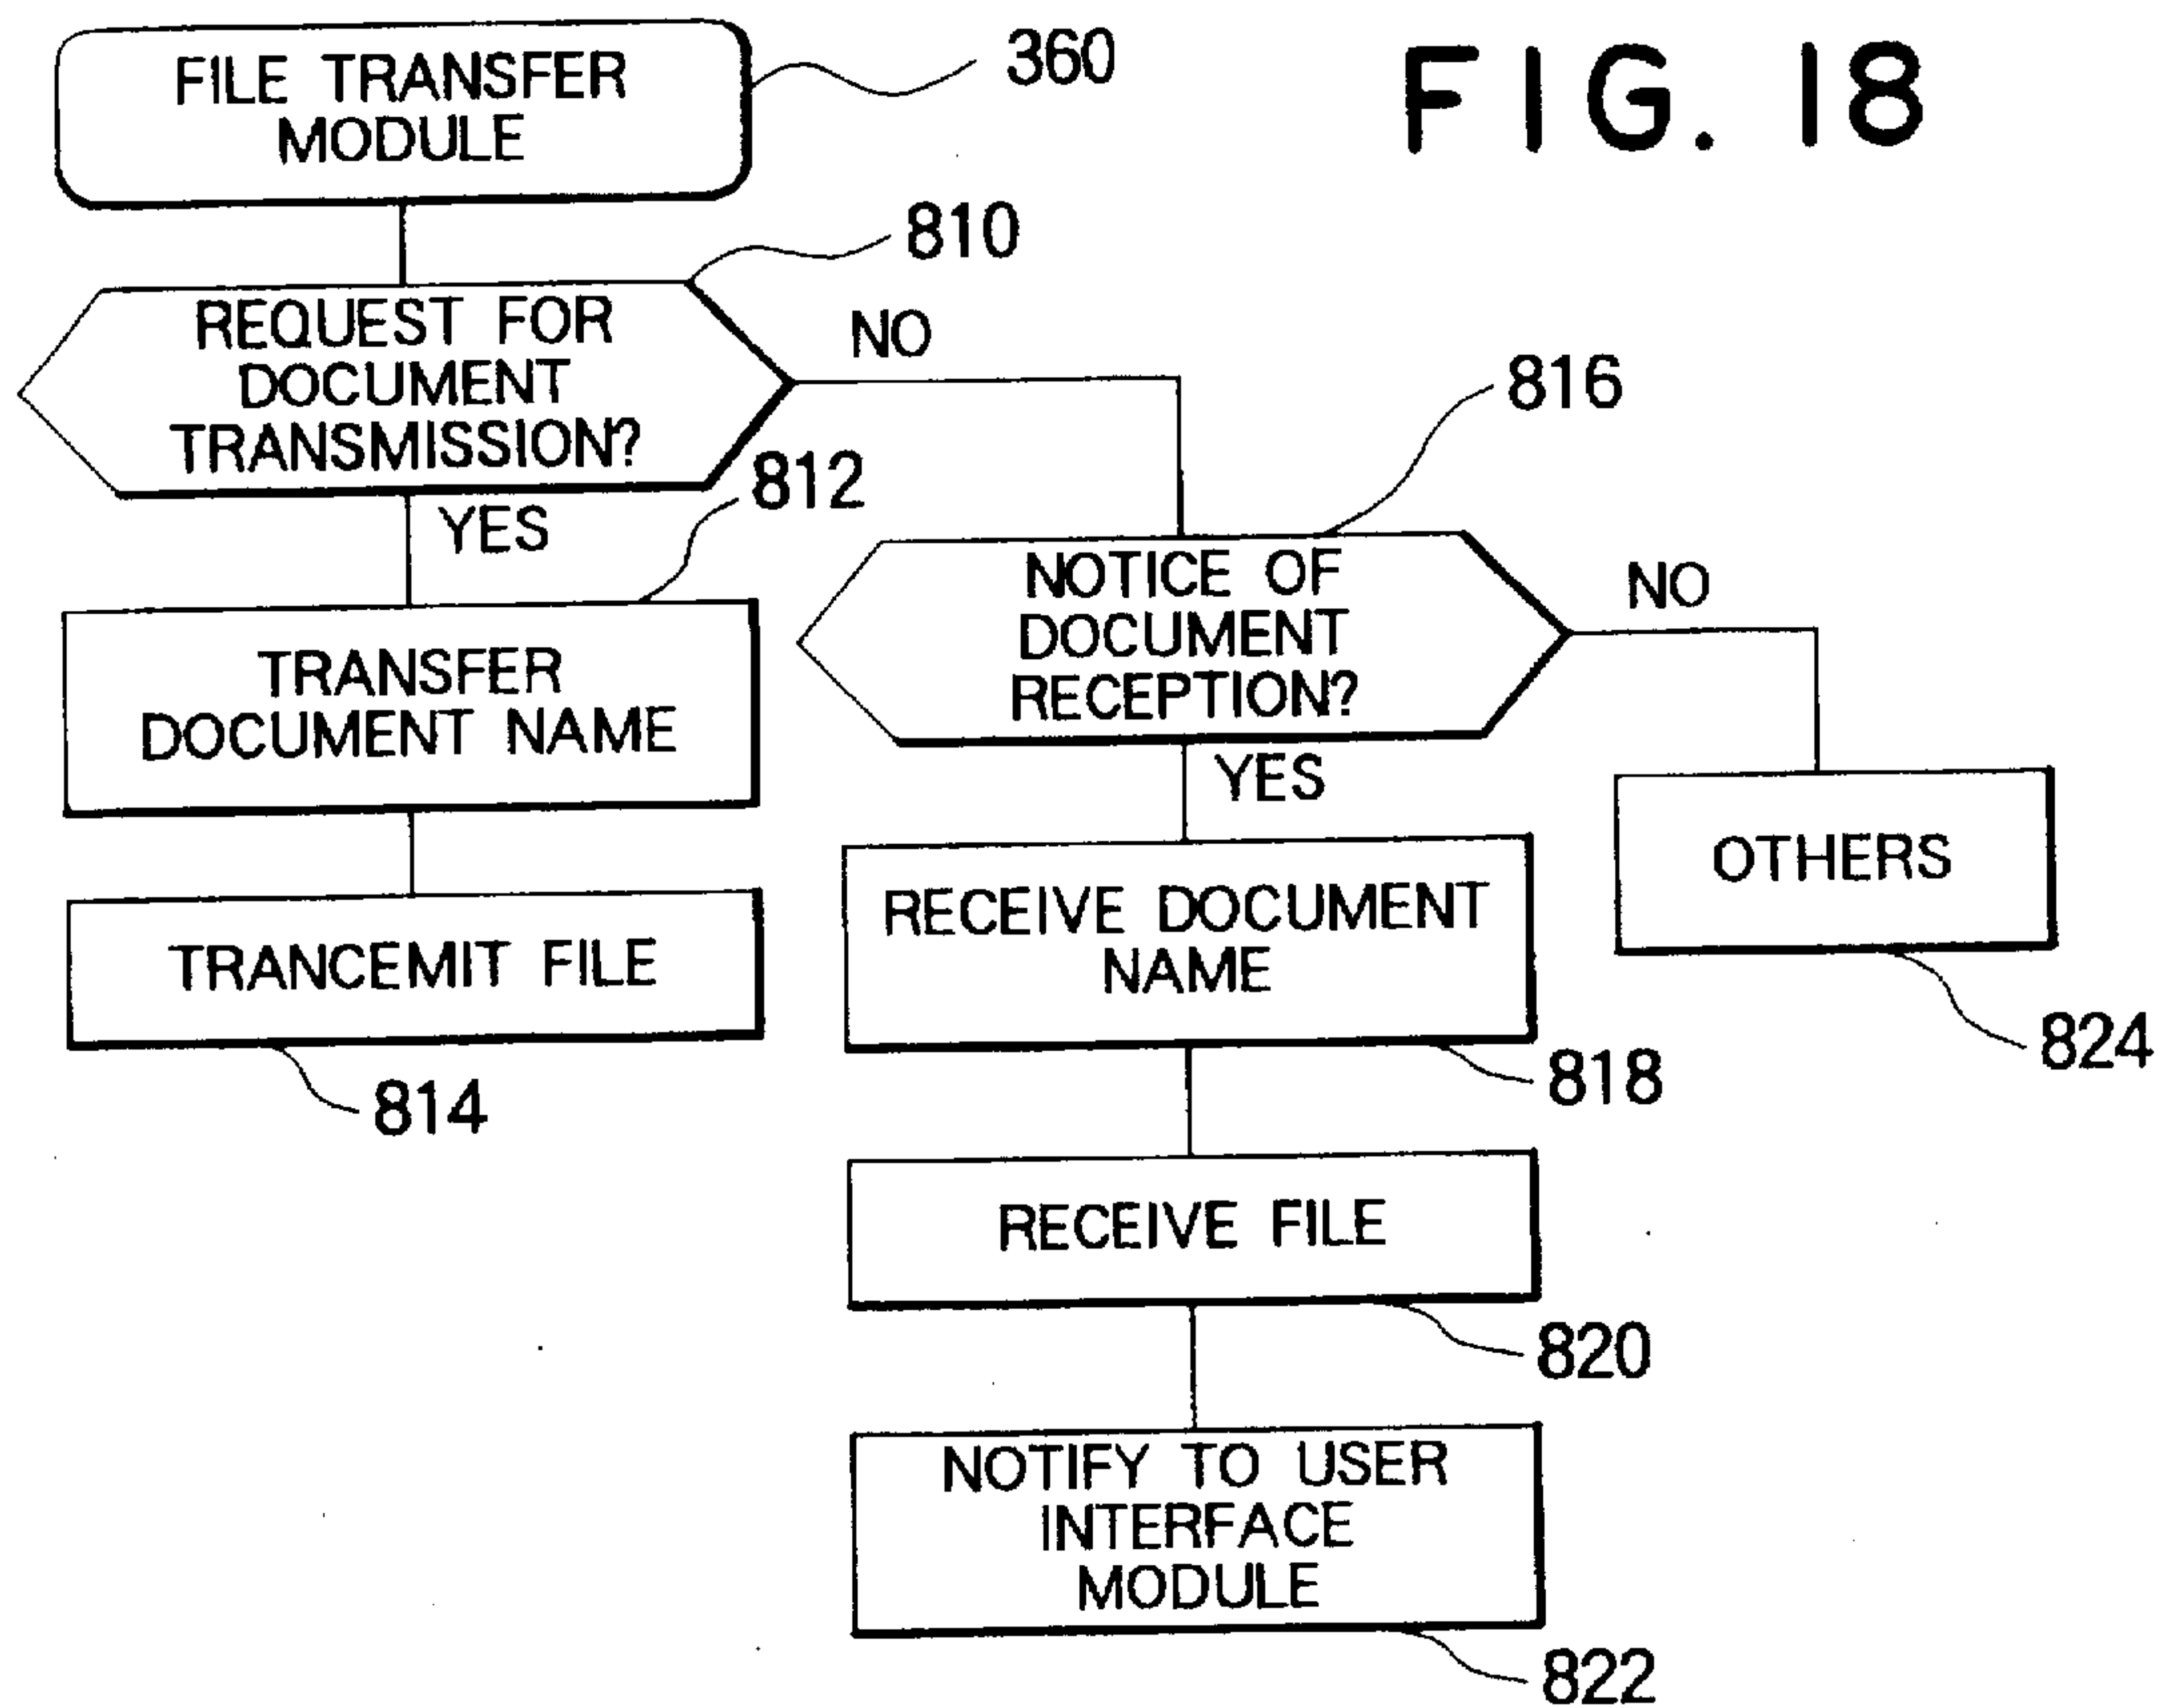 FILE TRANSFER
MODULE
360
FIG. 18
810
REQUEST FOR
DOCUMENT
TRANSMISSION?
NO
YES
812
TRANSFER
DOCUMENT NAME
TRANCEMIT FILE
814
816
NOTICE OF
DOCUMENT
RECEPTION?
NO
YES
OTHERS
824
RECEIVE DOCUMENT
NAME
818
RECEIVE FILE
820
NOTIFY TO USER
INTERFACE
MODULE
822